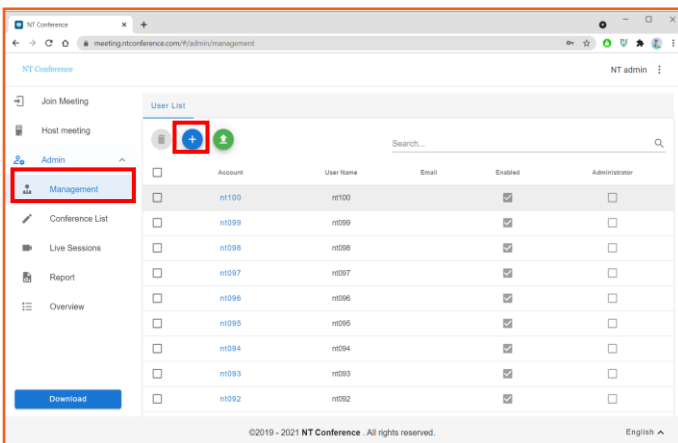 NT Conference
meeting.ntconference.com/#/admin/management
NT Conference
NT admin
Join Meeting
Host meeting
Admin
Management
Conference List
Live Sessions
Report
Overview
Download
User List
Search...
Account User Name Email Enabled Administrator
nt100 nt100
nt099 nt099
nt098 nt098
nt097 nt097
nt096 nt096
nt095 nt095
nt094 nt094
nt093 nt093
nt092 nt092
©2019 - 2021 NT Conference . All rights reserved.
English